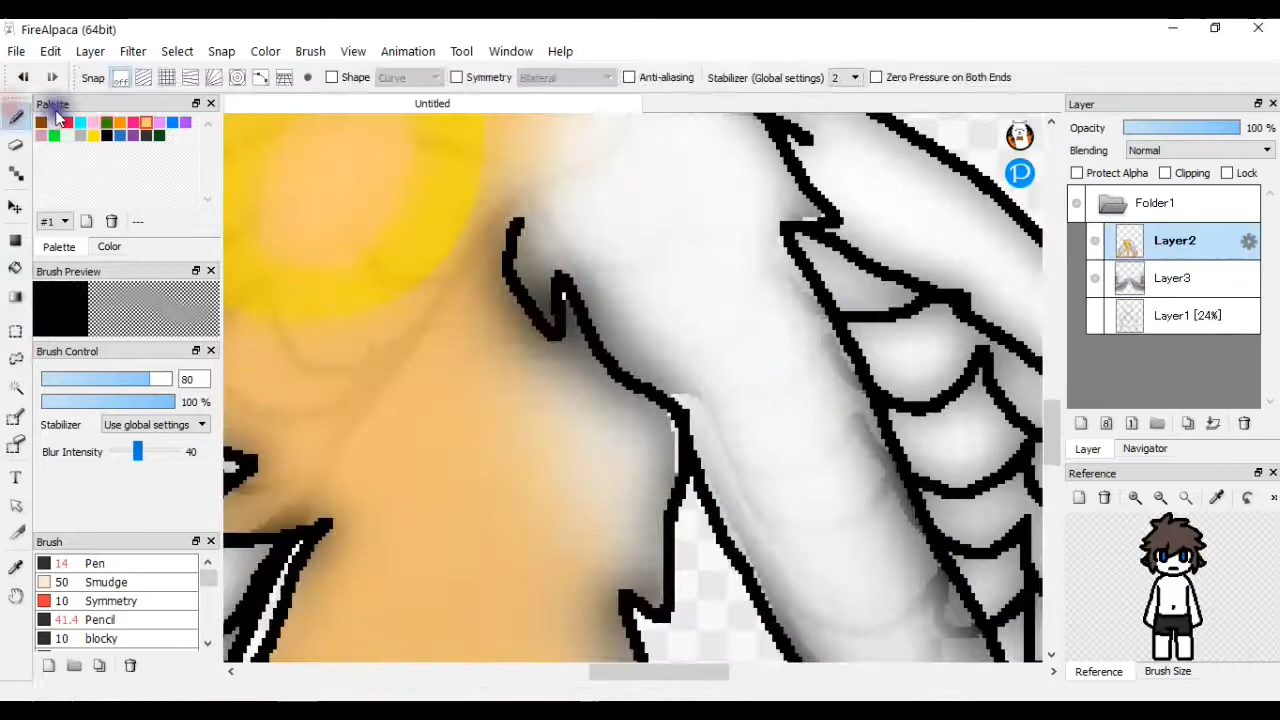 FireAlpaca (64bit)
File Edit Layer Filter Select Snap Color Brush View Animation Tool Window Help
Snap off Shape Curve Symmetry Bilateral Anti-aliasing Stabilizer (Global settings) 2 Zero Pressure on Both Ends
Palette
Untitled
Layer
Opacity 100 %
Blending Normal
Protect Alpha Clipping Lock
Folder1
Layer2
Layer3
Layer1 [24%]
#1 ---
Palette Color
Brush Preview
Brush Control
80
100 %
Stabilizer Use global settings
Blur Intensity 40
Layer Navigator
Reference
Brush
14 Pen
50 Smudge
10 Symmetry
41.4 Pencil
10 blocky
Reference Brush Size